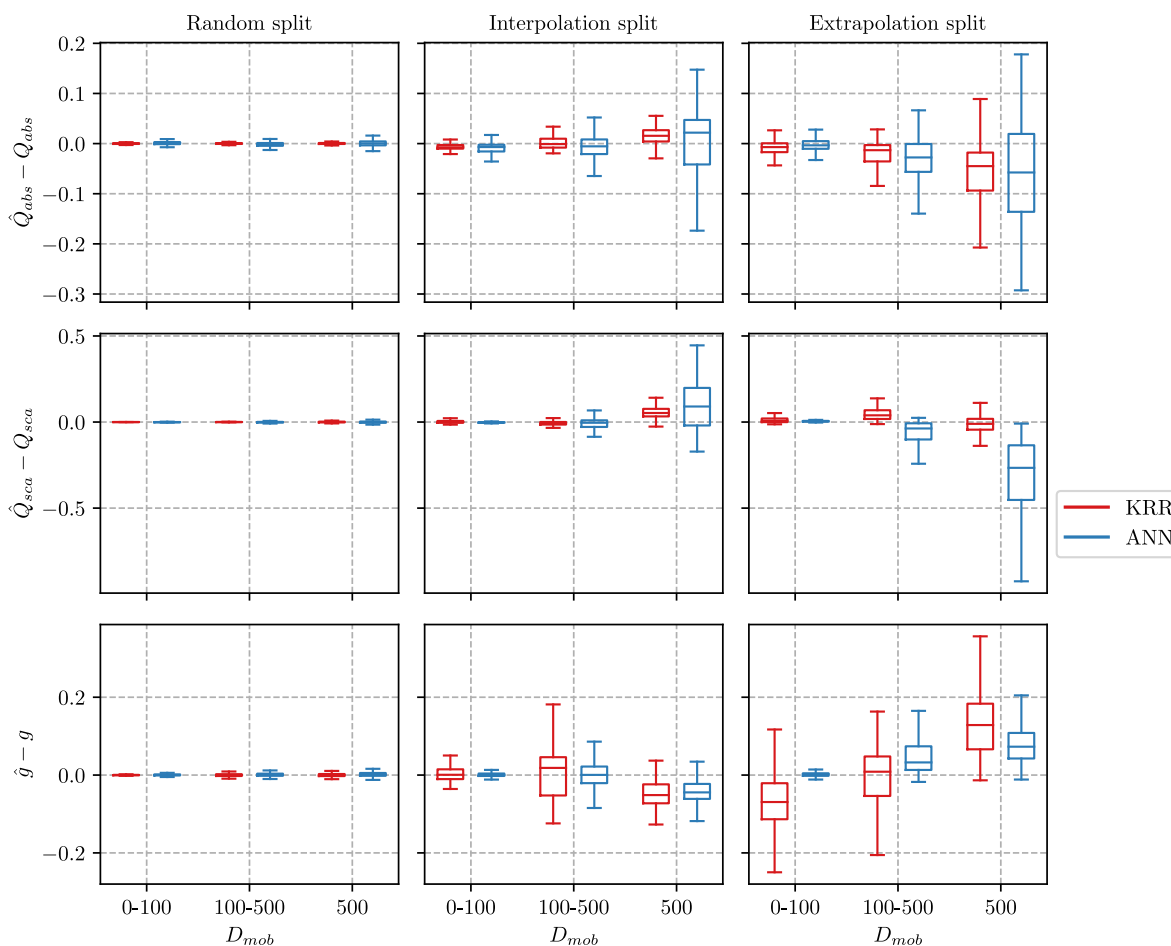 Random split
Interpolation split
Extrapolation split
0.2
0.1
0.0
−0.1
−0.2
−0.3
Q̂abs − Qabs
0.5
0.0
−0.5
Q̂sca − Qsca
KRR
ANN
0.2
0.0
−0.2
ĝ − g
0-100 100-500 500
0-100 100-500 500
0-100 100-500 500
Dmob
Dmob
Dmob